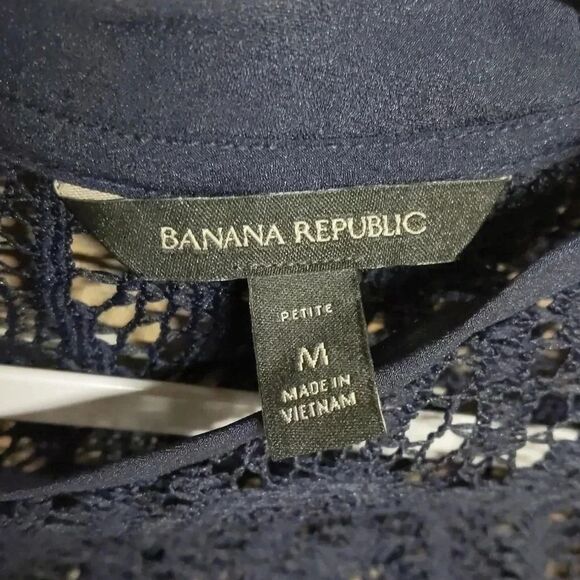 BANANA REPUBLIC
PETITE
M
MADE IN
VIETNAM